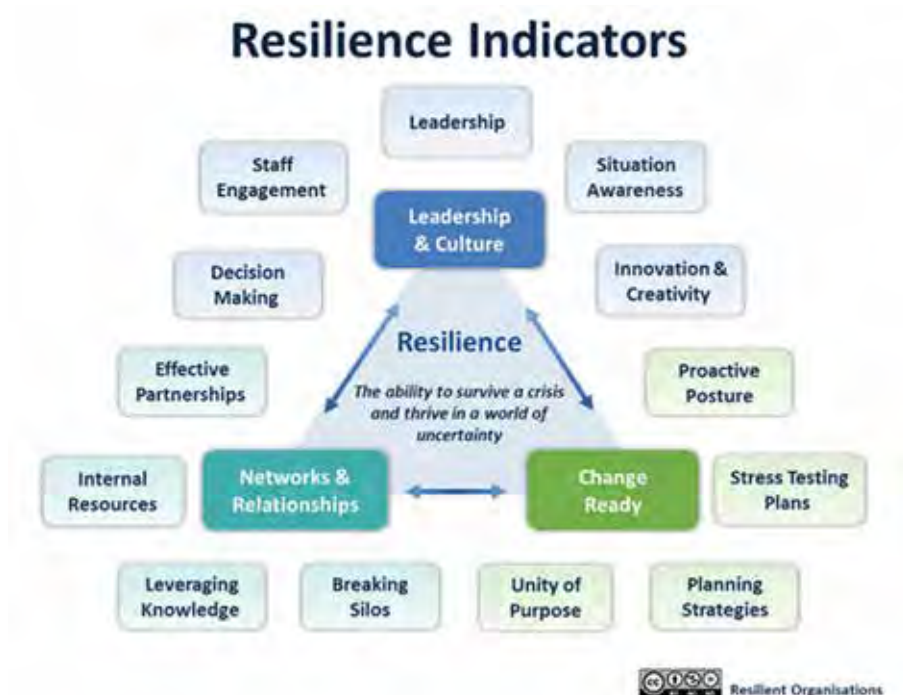 Resilience Indicators
Leadership
Staff
Engagement
Situation
Awareness
Leadership
& Culture
Decision
Making
Innovation &
Creativity
Resilience
The ability to survive a crisis
and thrive in a world of
uncertainty
Effective
Partnerships
Proactive
Posture
Internal
Resources
Networks &
Relationships
Change
Ready
Stress Testing
Plans
Leveraging
Knowledge
Breaking
Silos
Unity of
Purpose
Planning
Strategies
cc
Resilient Organisations